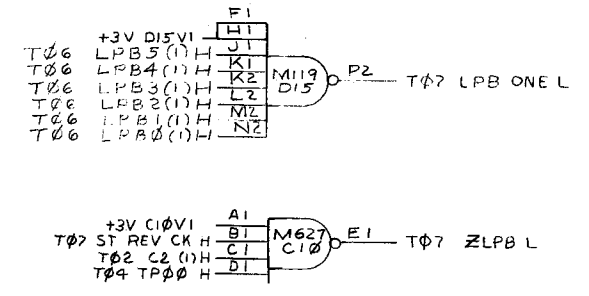 F1
H1
+3V D15V1
TØ6 LPB5(1)H J1
TØ6 LPB4(1)H K1
TØ6 LPB3(1)H K2
TØ6 LPB2(1)H L2
TØ6 LPB1(1)H M2
TØ6 LPBØ(1)H N2
M119
D15
P2
TØ7 LPB ONE L
+3V C1ØV1 A1
TØ7 ST REV CK H B1
TØ2 C2 (1)H C1
TØ4 TPØØ H D1
M627
C1Ø
E1
TØ7 ZLPB L